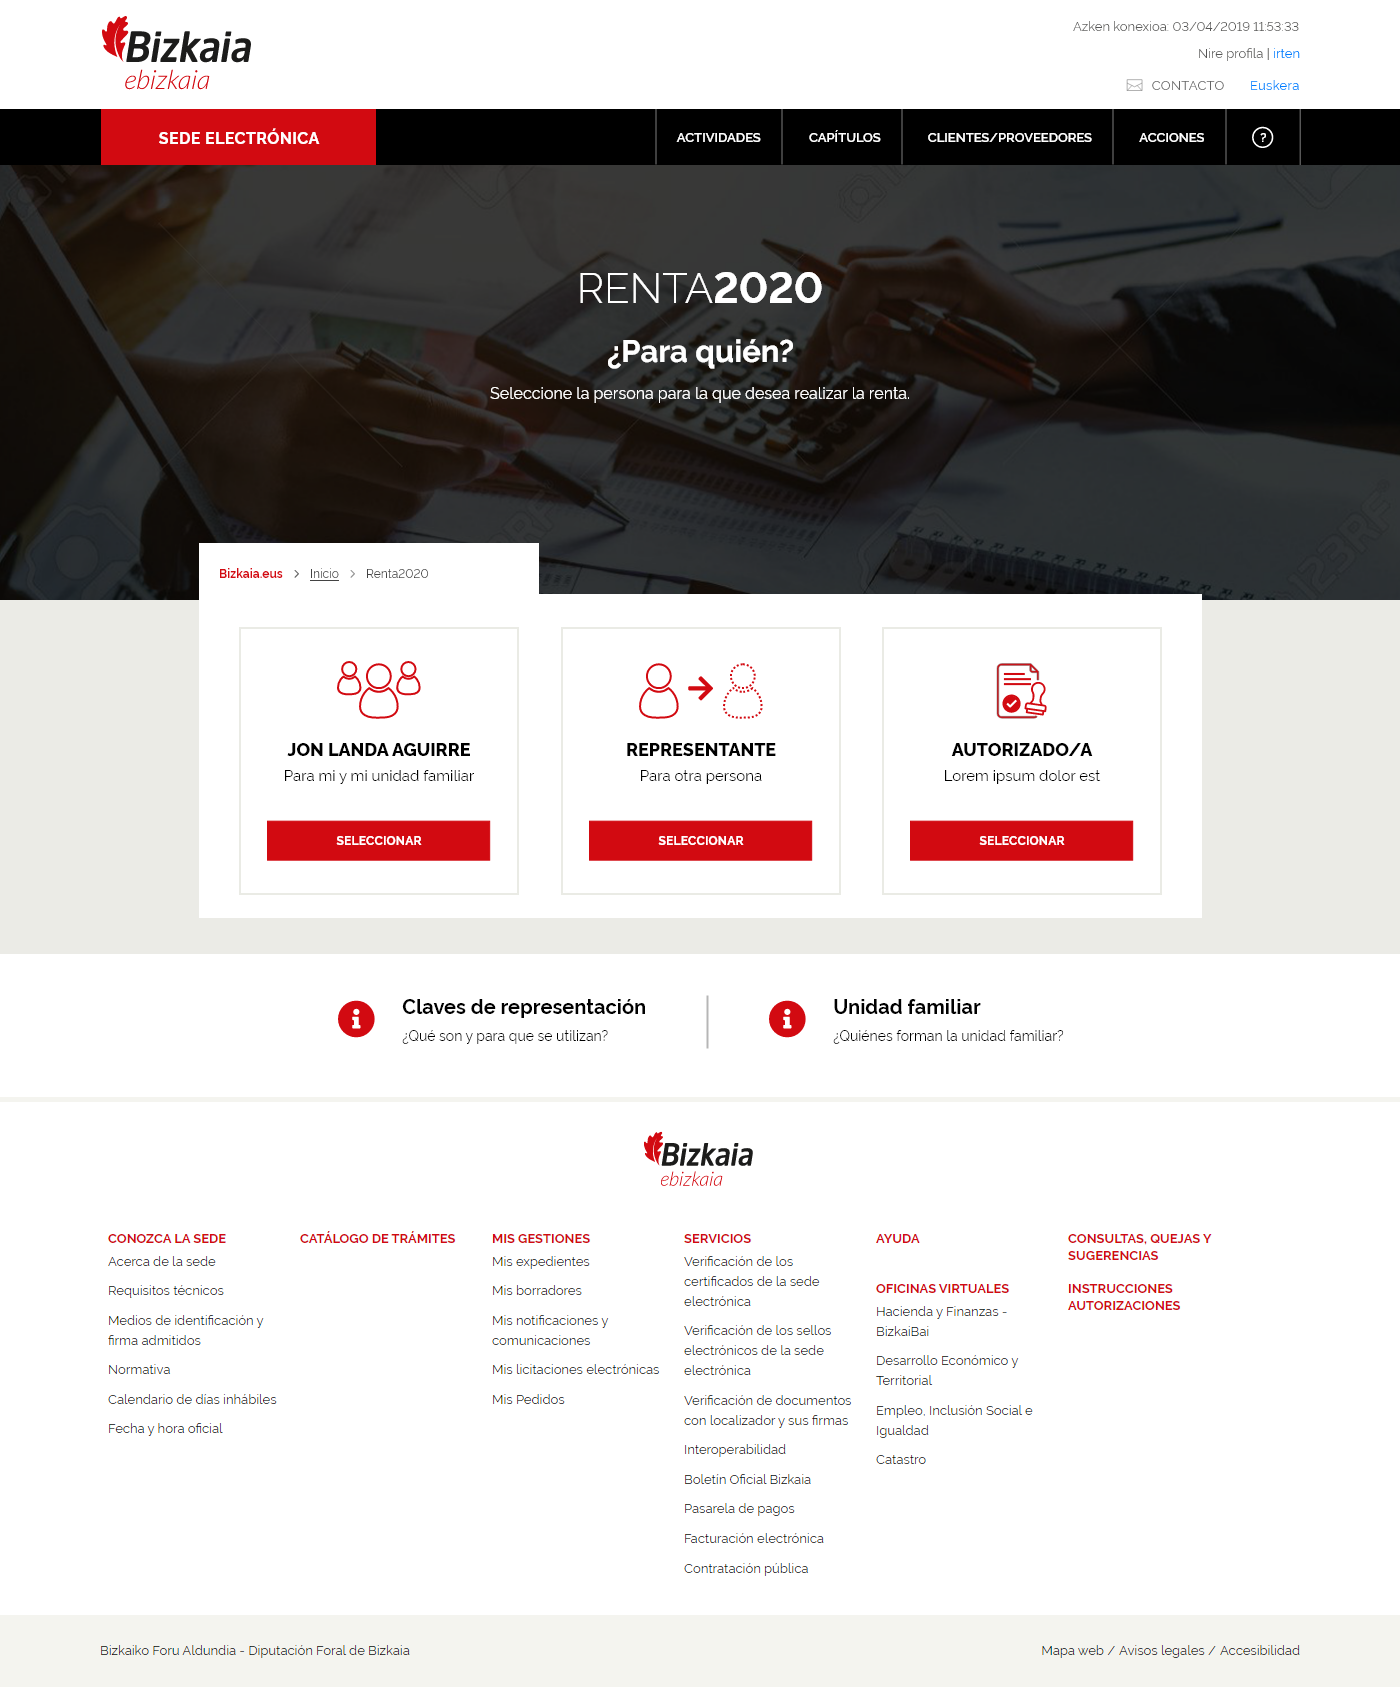 Bizkaia
ebizkaia
Azken konexioa: 03/04/2019 11:53:33
Nire profila | irten
CONTACTO Euskera
SEDE ELECTRÓNICA
ACTIVIDADES CAPÍTULOS CLIENTES/PROVEEDORES ACCIONES ?
RENTA2020
¿Para quién?
Seleccione la persona para la que desea realizar la renta.
123RF
Bizkaia.eus > Inicio > Renta2020
JON LANDA AGUIRRE
Para mi y mi unidad familiar
SELECCIONAR
REPRESENTANTE
Para otra persona
SELECCIONAR
AUTORIZADO/A
Lorem ipsum dolor est
SELECCIONAR
Claves de representación
¿Qué son y para que se utilizan?
Unidad familiar
¿Quiénes forman la unidad familiar?
Bizkaia
ebizkaia
CONOZCA LA SEDE
Acerca de la sede
Requisitos técnicos
Medios de identificación y
firma admitidos
Normativa
Calendario de días inhábiles
Fecha y hora oficial
CATÁLOGO DE TRÁMITES
MIS GESTIONES
Mis expedientes
Mis borradores
Mis notificaciones y
comunicaciones
Mis licitaciones electrónicas
Mis Pedidos
SERVICIOS
Verificación de los
certificados de la sede
electrónica
Verificación de los sellos
electrónicos de la sede
electrónica
Verificación de documentos
con localizador y sus firmas
Interoperabilidad
Boletín Oficial Bizkaia
Pasarela de pagos
Facturación electrónica
Contratación pública
AYUDA
OFICINAS VIRTUALES
Hacienda y Finanzas -
BizkaiBai
Desarrollo Económico y
Territorial
Empleo, Inclusión Social e
Igualdad
Catastro
CONSULTAS, QUEJAS Y
SUGERENCIAS
INSTRUCCIONES
AUTORIZACIONES
Bizkaiko Foru Aldundia - Diputación Foral de Bizkaia
Mapa web / Avisos legales / Accesibilidad